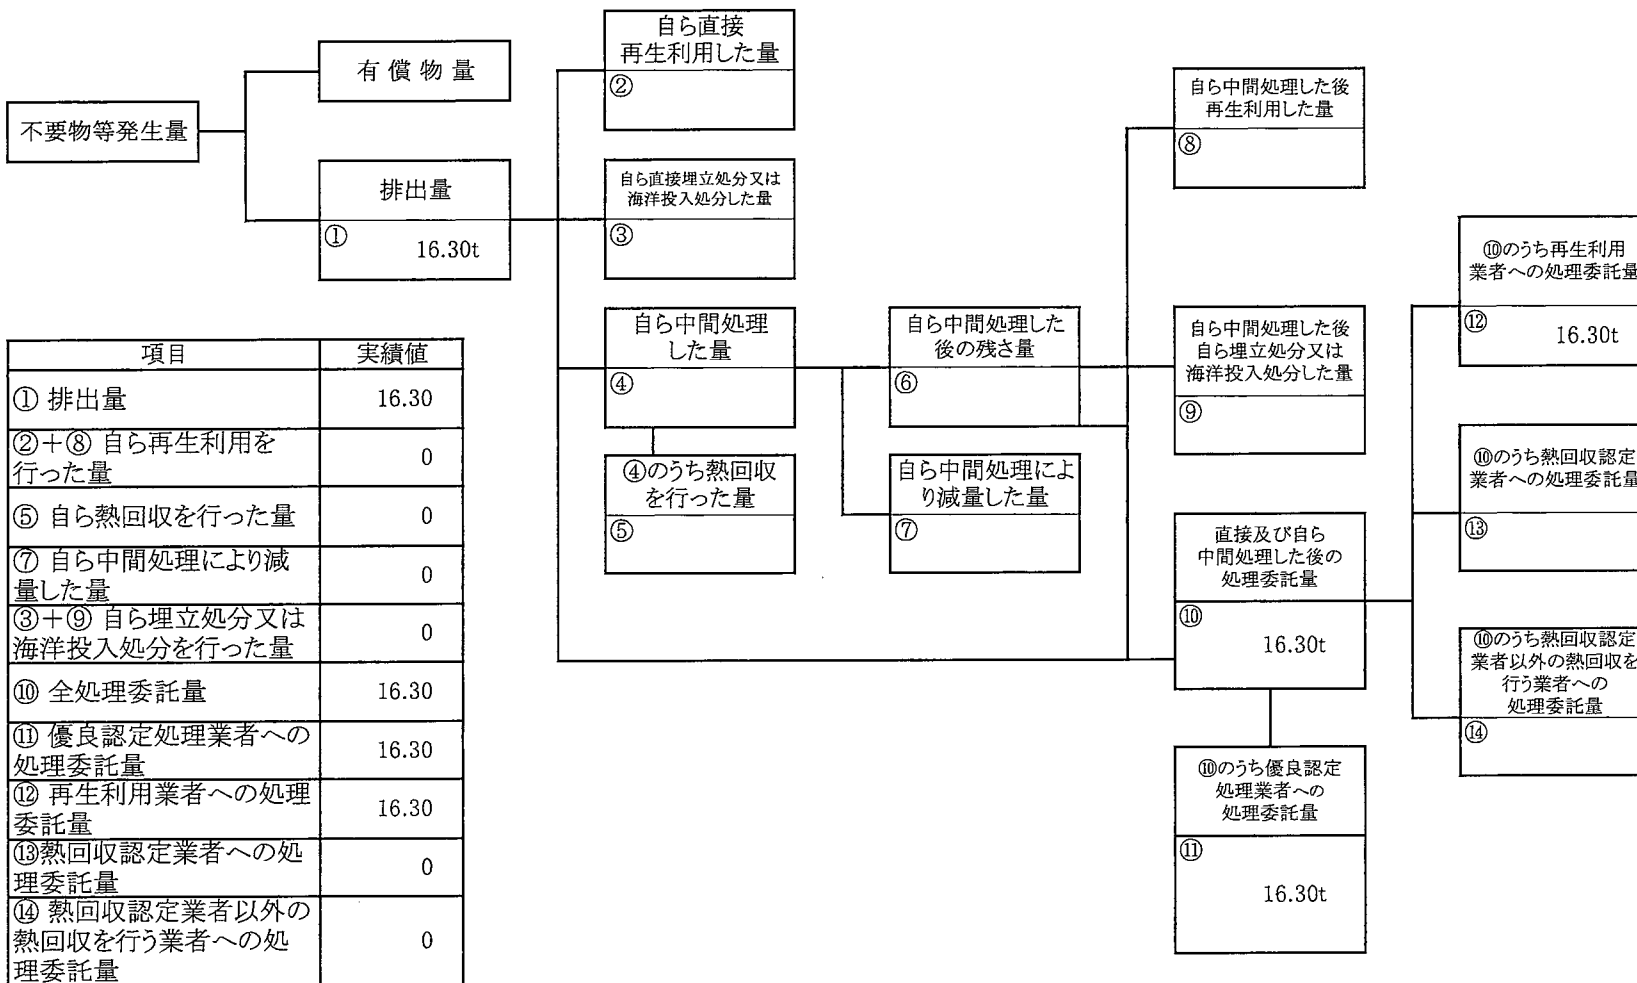 不要物等発生量
有償物量
排出量
①
16.30t
自ら直接
再生利用した量
②
自ら直接埋立処分又は
海洋投入処分した量
③
自ら中間処理
した量
④
④のうち熱回収
を行った量
⑤
自ら中間処理した
後の残さ量
⑥
自ら中間処理によ
り減量した量
⑦
自ら中間処理した後
再生利用した量
⑧
自ら中間処理した後
自ら埋立処分又は
海洋投入処分した量
⑨
直接及び自ら
中間処理した後の
処理委託量
⑩
16.30t
⑩のうち優良認定
処理業者への
処理委託量
⑪
16.30t
⑩のうち再生利用
業者への処理委託量
⑫
16.30t
⑩のうち熱回収認定
業者への処理委託量
⑬
⑩のうち熱回収認定
業者以外の熱回収を
行う業者への
処理委託量
⑭
項目 実績値
① 排出量 16.30
②+⑧ 自ら再生利用を
行った量 0
⑤ 自ら熱回収を行った量 0
⑦ 自ら中間処理により減
量した量 0
③+⑨ 自ら埋立処分又は
海洋投入処分を行った量 0
⑩ 全処理委託量 16.30
⑪ 優良認定処理業者への
処理委託量 16.30
⑫ 再生利用業者への処理
委託量 16.30
⑬熱回収認定業者への処
理委託量 0
⑭ 熱回収認定業者以外の
熱回収を行う業者への処
理委託量 0